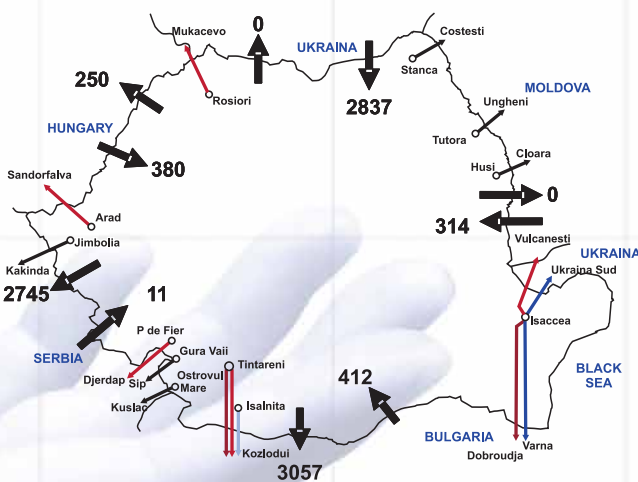 0
Mukacevo
UKRAINA
Costesti
Stanca
250
2837
Rosiori
Ungheni
MOLDOVA
HUNGARY
Tutora
380
Cloara
Husi
Sandorfalva
0
Arad
314
Jimbolia
Vulcanesti
UKRAINA
Kakinda
Ukraina Sud
2745
11
Isaccea
P de Fier
SERBIA
Gura Vaii
Tintareni
BLACK
SEA
Djerdap
Sip
Ostrovul
Mare
412
Kuslac
Isalnita
BULGARIA
Varna
Kozlodui
Dobroudja
3057